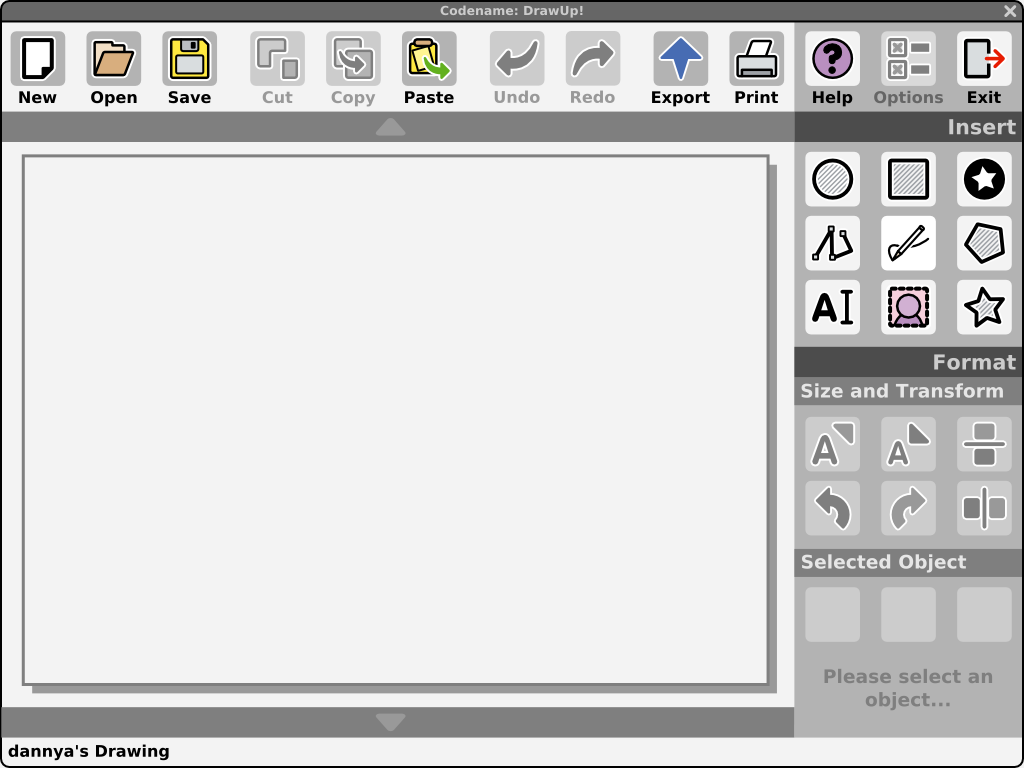 Codename: DrawUp!
New Open Save Cut Copy Paste Undo Redo Export Print Help Options Exit
Insert
AI
Format
Size and Transform
A A
Selected Object
Please select an
object...
dannya's Drawing